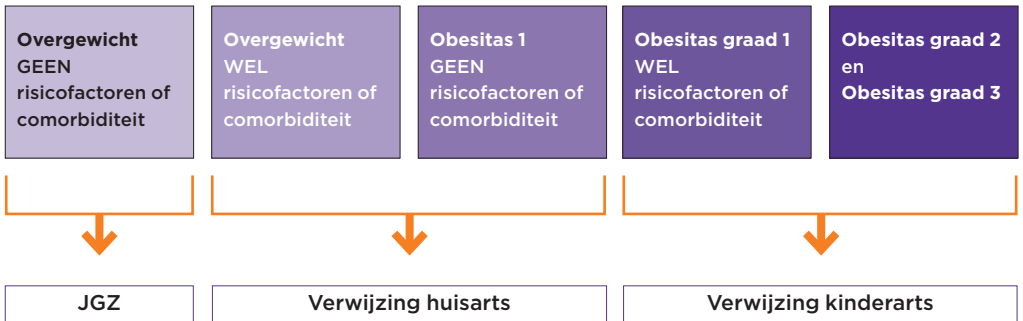 Overgewicht
GEEN
risicofactoren of
comorbiditeit
Overgewicht
WEL
risicofactoren of
comorbiditeit
Obesitas 1
GEEN
risicofactoren of
comorbiditeit
Obesitas graad 1
WEL
risicofactoren of
comorbiditeit
Obesitas graad 2
en
Obesitas graad 3
JGZ
Verwijzing huisarts
Verwijzing kinderarts